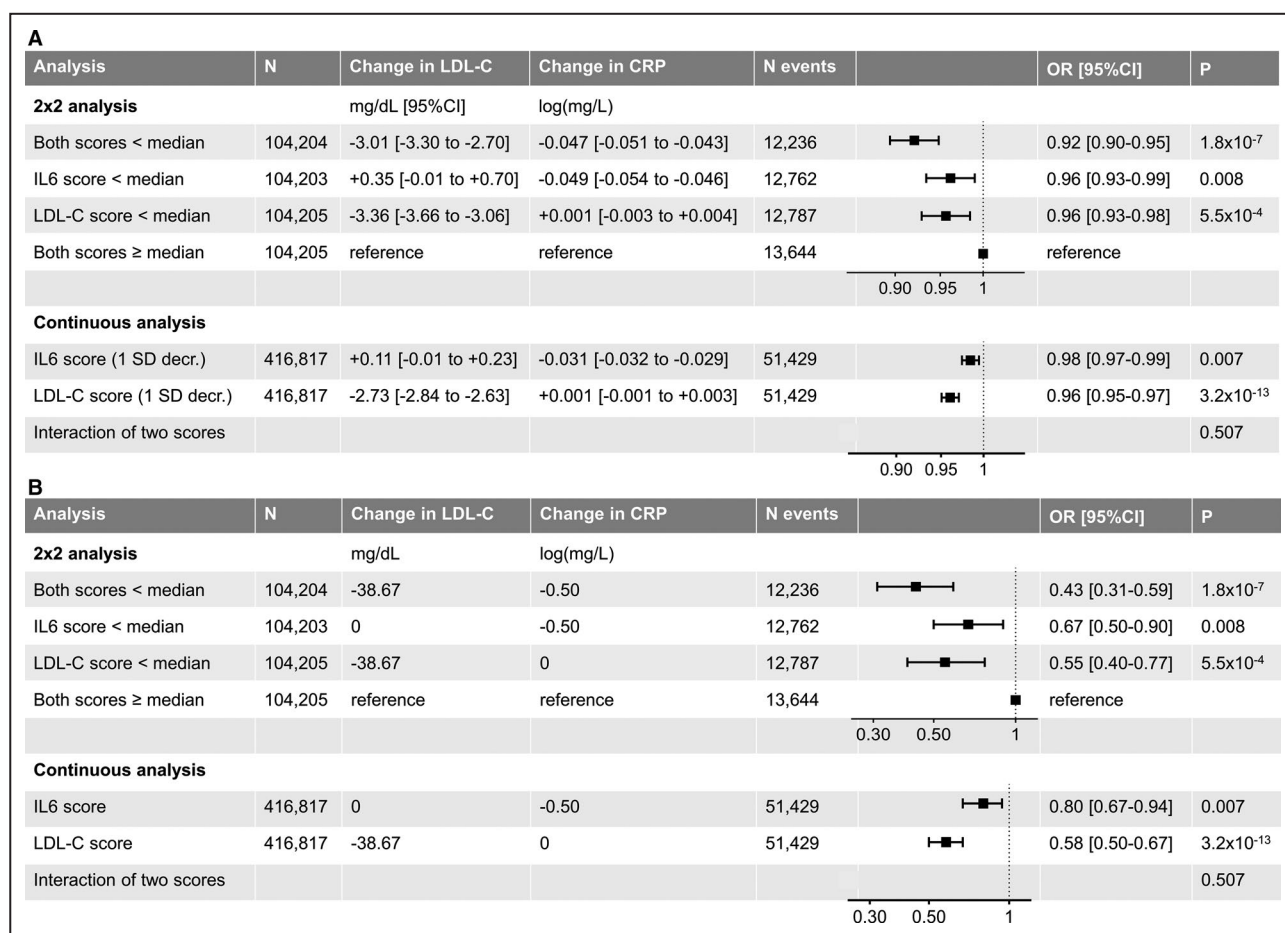 A
Analysis N Change in LDL-C Change in CRP N events OR [95%CI] P
2x2 analysis mg/dL [95%CI] log(mg/L)
Both scores < median 104,204 -3.01 [-3.30 to -2.70] -0.047 [-0.051 to -0.043] 12,236 0.92 [0.90-0.95] 1.8x10⁻⁷
IL6 score < median 104,203 +0.35 [-0.01 to +0.70] -0.049 [-0.054 to -0.046] 12,762 0.96 [0.93-0.99] 0.008
LDL-C score < median 104,205 -3.36 [-3.66 to -3.06] +0.001 [-0.003 to +0.004] 12,787 0.96 [0.93-0.98] 5.5x10⁻⁴
Both scores ≥ median 104,205 reference reference 13,644 reference
0.90 0.95 1
Continuous analysis
IL6 score (1 SD decr.) 416,817 +0.11 [-0.01 to +0.23] -0.031 [-0.032 to -0.029] 51,429 0.98 [0.97-0.99] 0.007
LDL-C score (1 SD decr.) 416,817 -2.73 [-2.84 to -2.63] +0.001 [-0.001 to +0.003] 51,429 0.96 [0.95-0.97] 3.2x10⁻¹³
Interaction of two scores 0.507
0.90 0.95 1
B
Analysis N Change in LDL-C Change in CRP N events OR [95%CI] P
2x2 analysis mg/dL log(mg/L)
Both scores < median 104,204 -38.67 -0.50 12,236 0.43 [0.31-0.59] 1.8x10⁻⁷
IL6 score < median 104,203 0 -0.50 12,762 0.67 [0.50-0.90] 0.008
LDL-C score < median 104,205 -38.67 0 12,787 0.55 [0.40-0.77] 5.5x10⁻⁴
Both scores ≥ median 104,205 reference reference 13,644 reference
0.30 0.50 1
Continuous analysis
IL6 score 416,817 0 -0.50 51,429 0.80 [0.67-0.94] 0.007
LDL-C score 416,817 -38.67 0 51,429 0.58 [0.50-0.67] 3.2x10⁻¹³
Interaction of two scores 0.507
0.30 0.50 1